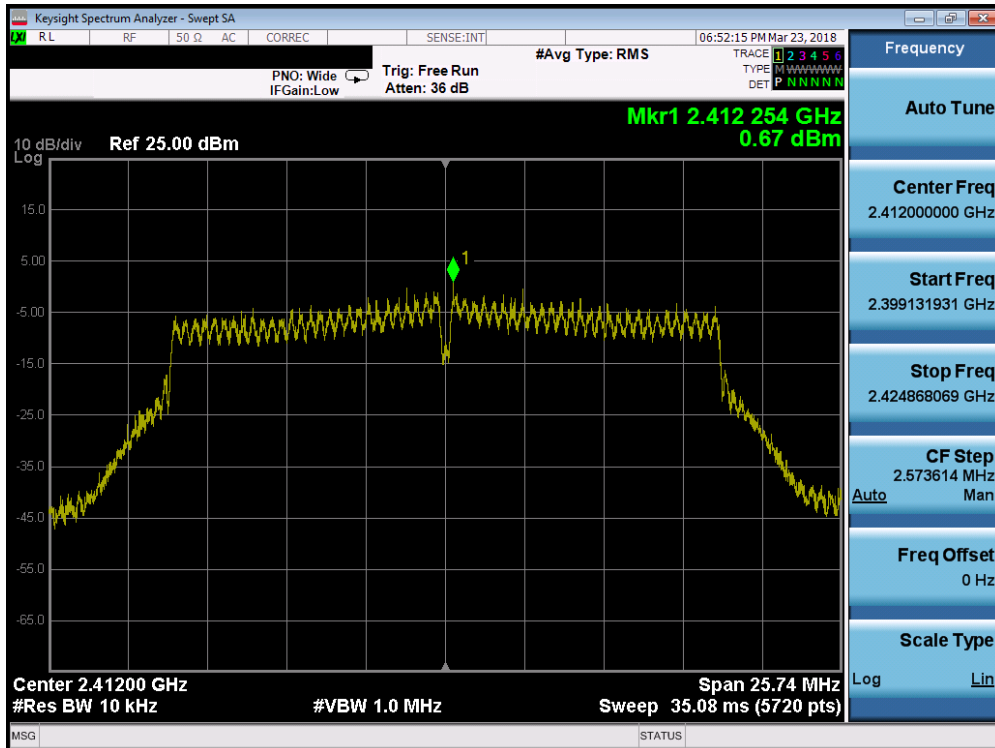 Keysight Spectrum Analyzer - Swept SA
LXI RL RF 50 Ω AC CORREC SENSE:INT 06:52:15 PM Mar 23, 2018
#Avg Type: RMS TRACE 1 2 3 4 5 6
PNO: Wide Trig: Free Run TYPE M W W W W W
IFGain:Low Atten: 36 dB DET P N N N N N
Mkr1 2.412 254 GHz
0.67 dBm
10 dB/div Ref 25.00 dBm
Log
15.0
5.00
1
-5.00
-15.0
-25.0
-35.0
-45.0
-55.0
-65.0
Center 2.41200 GHz Span 25.74 MHz
#Res BW 10 kHz #VBW 1.0 MHz Sweep 35.08 ms (5720 pts)
MSG STATUS
Frequency
Auto Tune
Center Freq
2.412000000 GHz
Start Freq
2.399131931 GHz
Stop Freq
2.424868069 GHz
CF Step
2.573614 MHz
Auto Man
Freq Offset
0 Hz
Scale Type
Log Lin